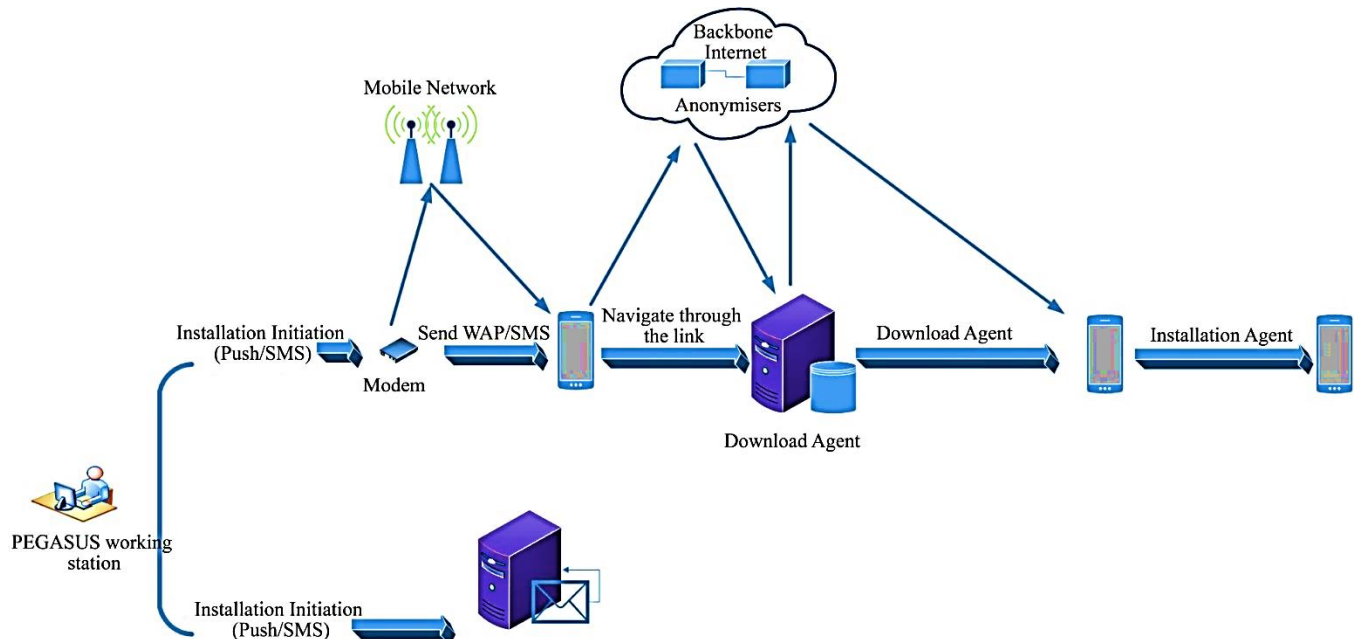 Backbone
Internet
Anonymisers
Mobile Network
Installation Initiation
(Push/SMS)
Modem
Send WAP/SMS
Navigate through
the link
Download Agent
Installation Agent
Download Agent
PEGASUS working
station
Installation Initiation
(Push/SMS)